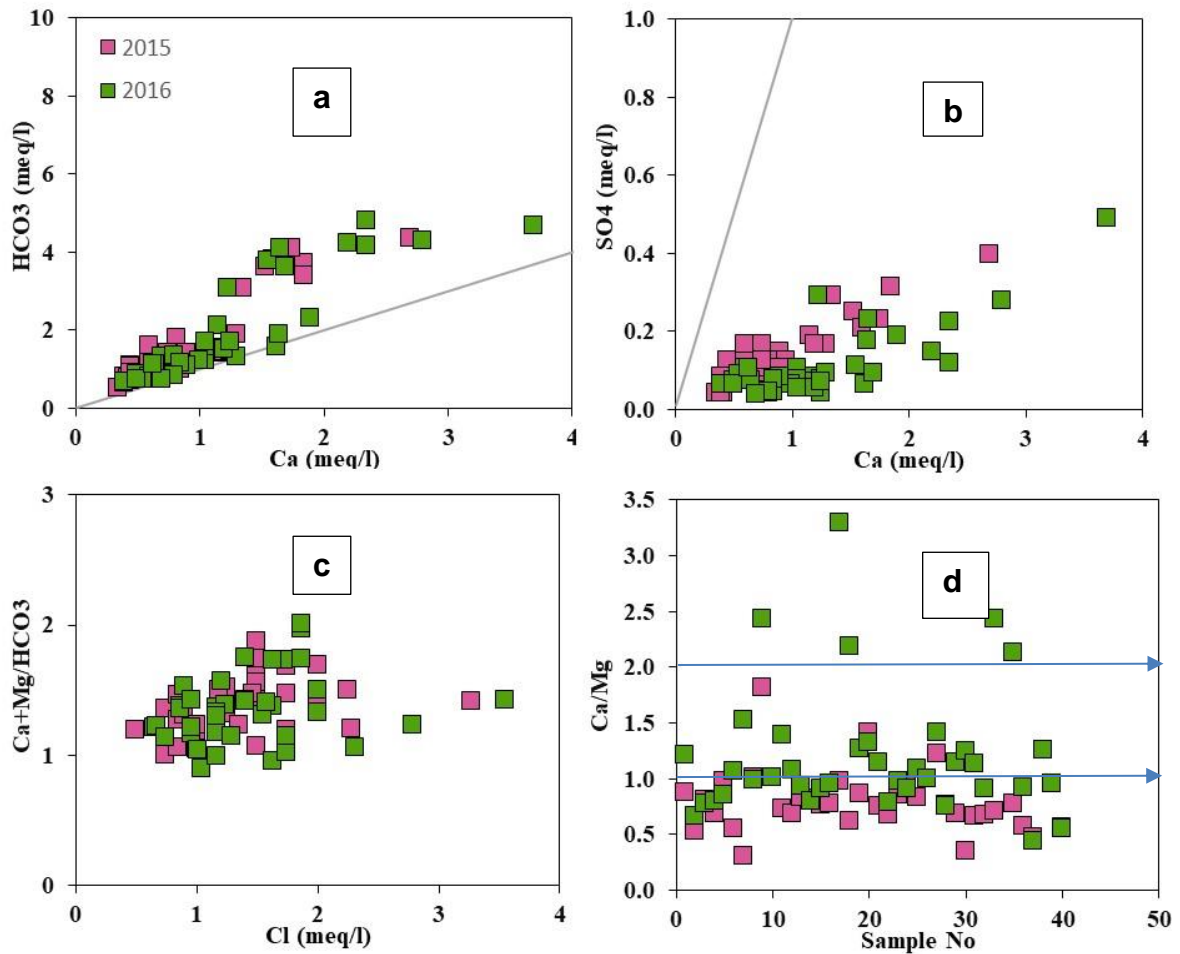 10
8
6
4
2
0
HCO3 (meq/l)
2015
2016
a
0 1 2 3 4
Ca (meq/l)
1.0
0.8
0.6
0.4
0.2
0.0
SO4 (meq/l)
b
0 1 2 3 4
Ca (meq/l)
3
2
1
0
Ca+Mg/HCO3
c
0 1 2 3 4
Cl (meq/l)
3.5
3.0
2.5
2.0
1.5
1.0
0.5
0.0
Ca/Mg
d
0 10 20 30 40 50
Sample No